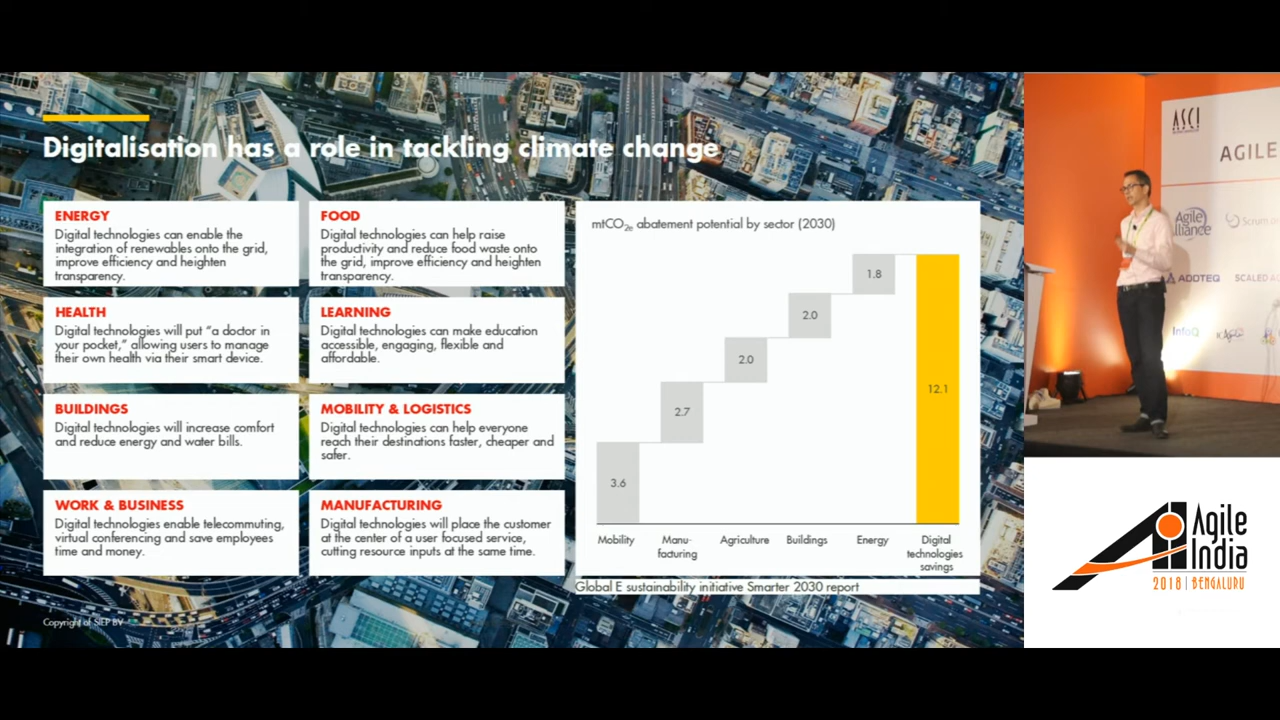 Digitalisation has a role in tackling climate change
ENERGY
Digital technologies can enable the
integration of renewables onto the grid,
improve efficiency and heighten
transparency.
FOOD
Digital technologies can help raise
productivity and reduce food waste onto
the grid, improve efficiency and heighten
transparency.
HEALTH
Digital technologies will put "a doctor in
your pocket," allowing users to manage
their own health via their smart device.
LEARNING
Digital technologies can make education
accessible, engaging, flexible and
affordable.
BUILDINGS
Digital technologies will increase comfort
and reduce energy and water bills.
MOBILITY & LOGISTICS
Digital technologies can help everyone
reach their destinations faster, cheaper and
safer.
WORK & BUSINESS
Digital technologies enable telecommuting,
virtual conferencing and save employees
time and money.
MANUFACTURING
Digital technologies will place the customer
at the center of a user focused service,
cutting resource inputs at the same time.
mtCO2e abatement potential by sector (2030)
1.8
2.0
2.0
12.1
2.7
3.6
Mobility
Manu-
facturing
Agriculture
Buildings
Energy
Digital
technologies
savings
Global E sustainability initiative Smarter 2030 report
Copyright of SIEP BV
ASCI
AGILE
Agile
Alliance
ADDTEQ
SCALED
InfoQ
Agile
India
2018 | BENGALURU